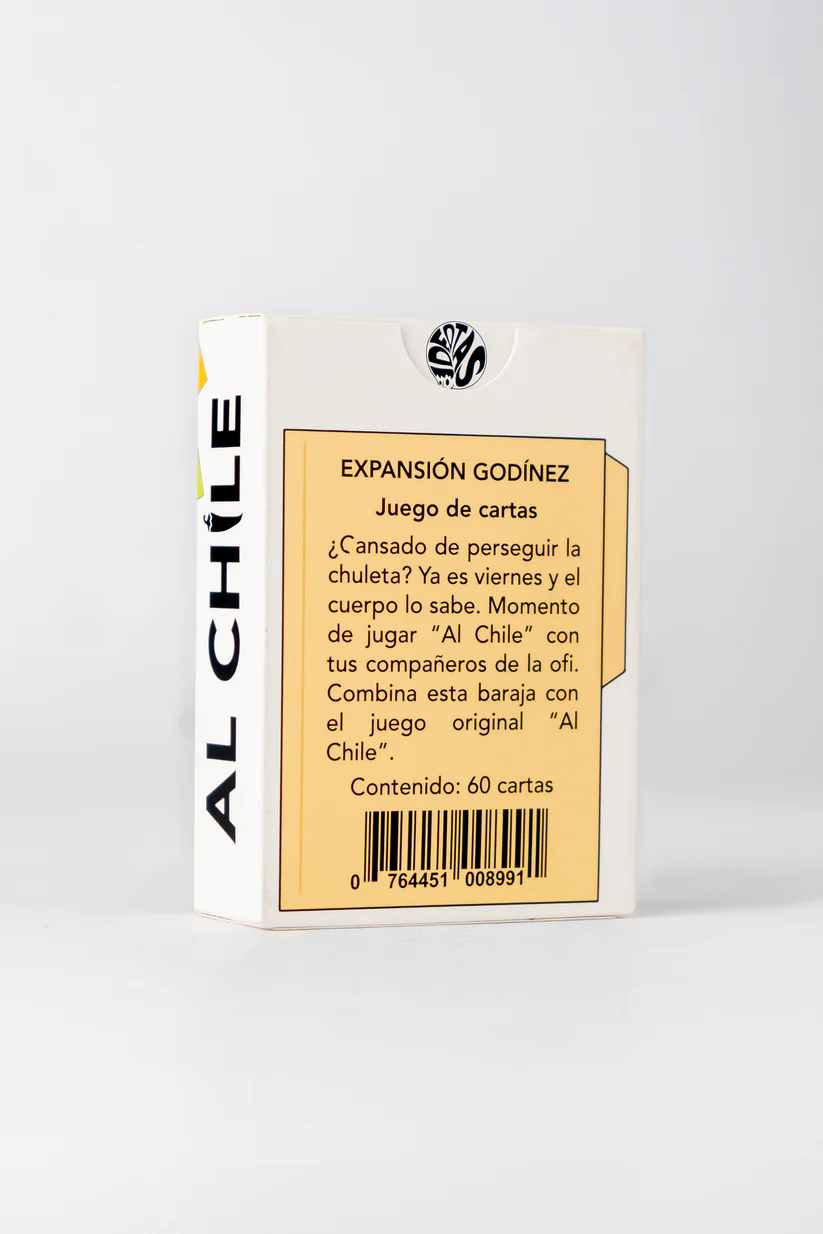 IDEOTAS
AL CHILE
EXPANSIÓN GODÍNEZ
Juego de cartas
¿Cansado de perseguir la
chuleta? Ya es viernes y el
cuerpo lo sabe. Momento
de jugar “Al Chile” con
tus compañeros de la ofi.
Combina esta baraja con
el juego original “Al
Chile”.
Contenido: 60 cartas
0 764451 008991